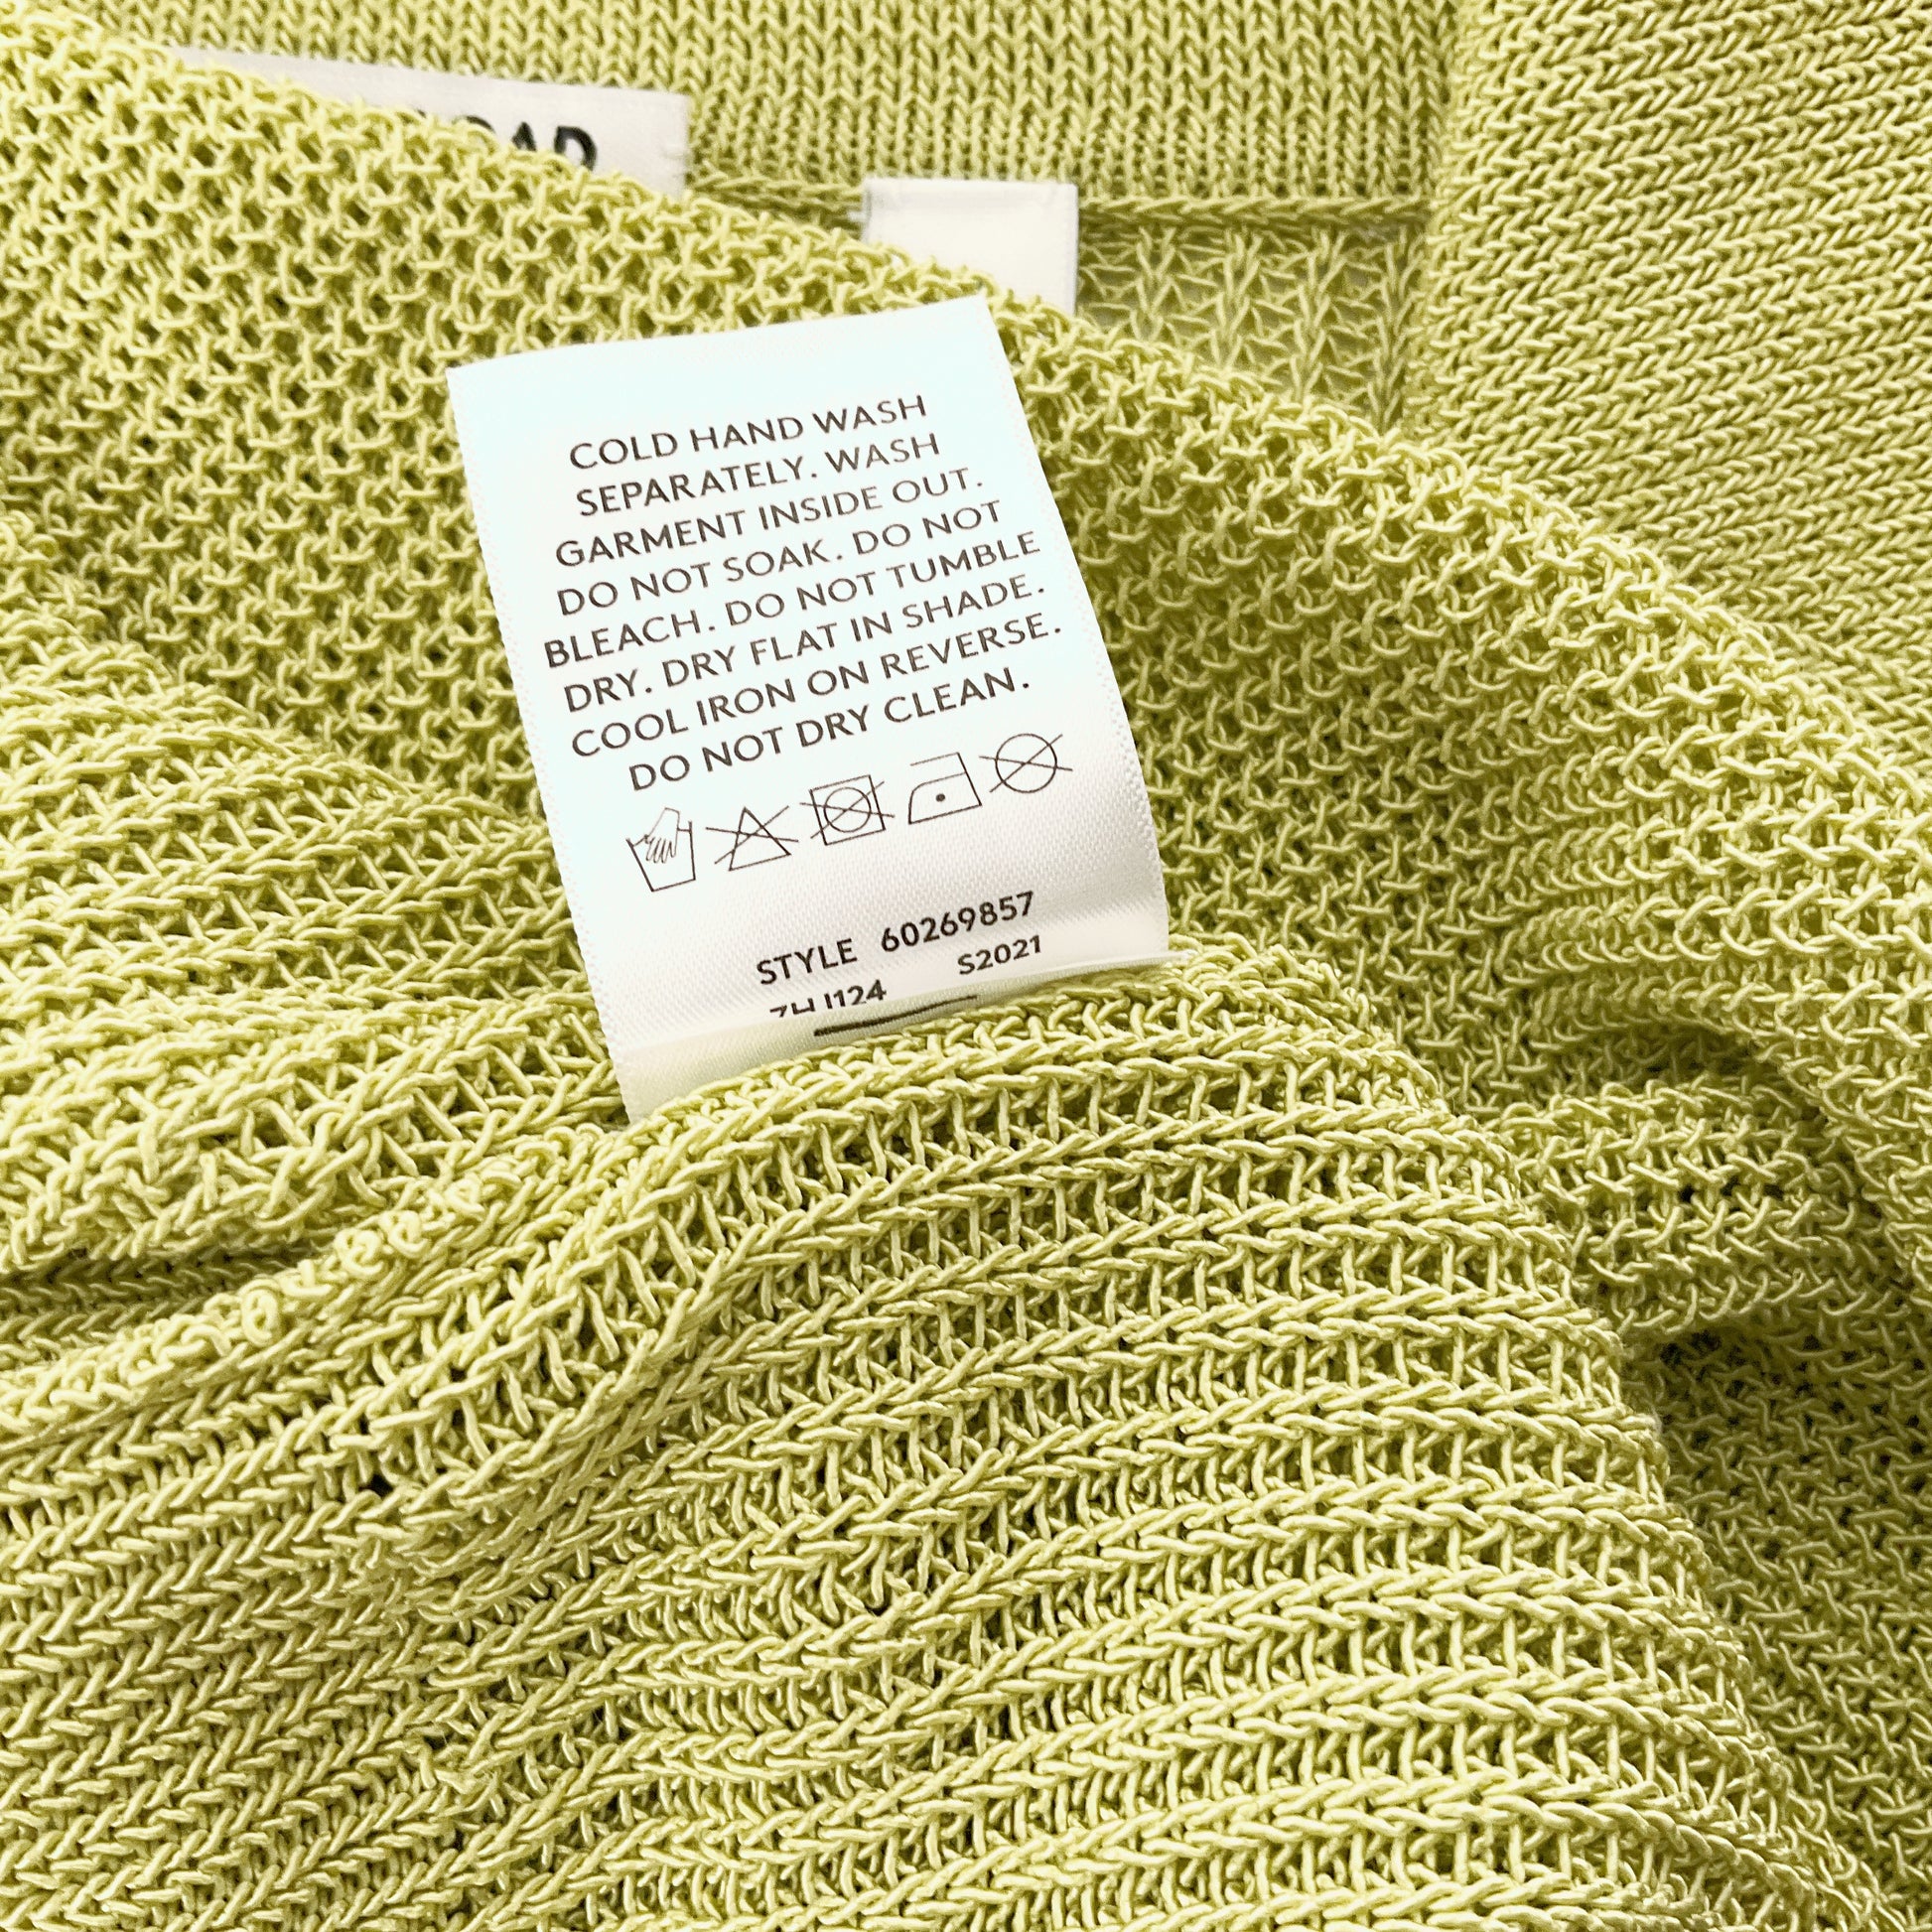 COLD HAND WASH
SEPARATELY. WASH
GARMENT INSIDE OUT.
DO NOT SOAK. DO NOT
BLEACH. DO NOT TUMBLE
DRY. DRY FLAT IN SHADE.
COOL IRON ON REVERSE.
DO NOT DRY CLEAN.
STYLE 60269857
S2021